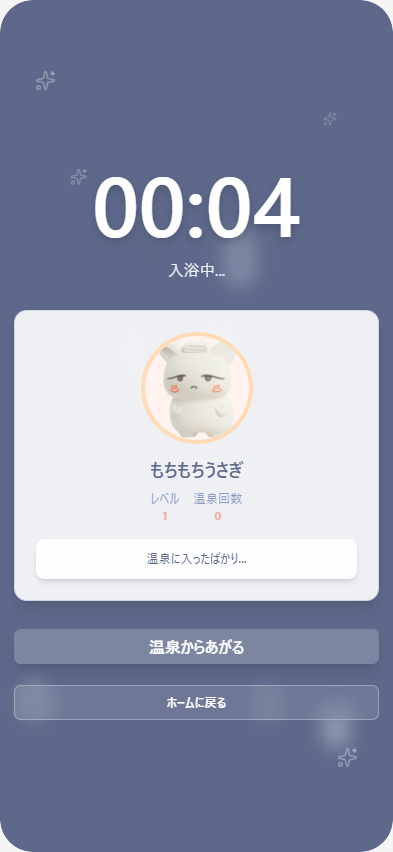 00:04
入浴中...
もちもちうさぎ
レベル 温泉回数
1 0
温泉に入ったばかり...
温泉からあがる
ホームに戻る